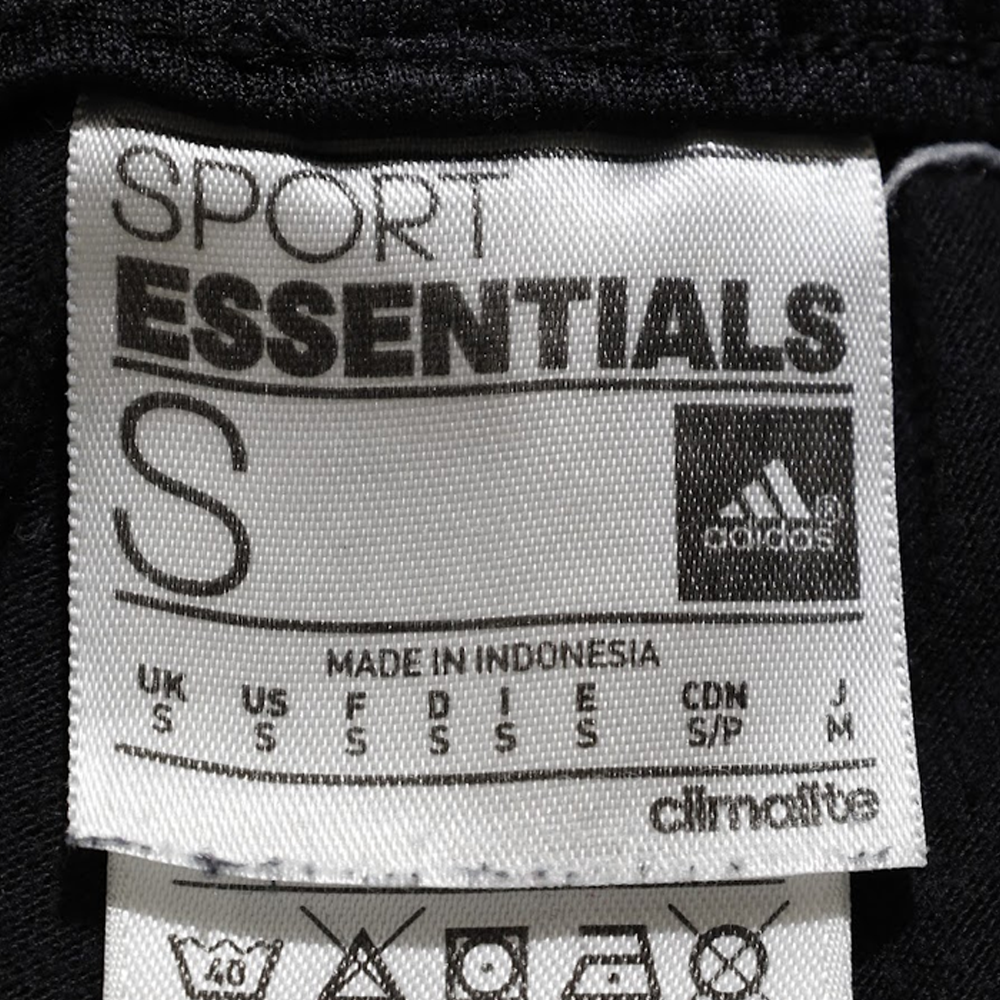 SPORT
ESSENTIALS
S
adidas®
MADE IN INDONESIA
UK US F D I E CDN J
S S S S S S S/P M
climalite
40